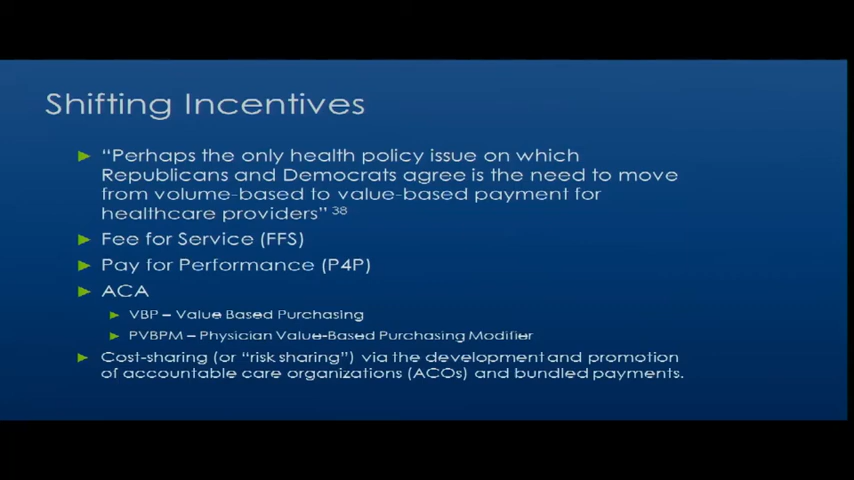 Shifting Incentives
“Perhaps the only health policy issue on which
Republicans and Democrats agree is the need to move
from volume-based to value-based payment for
healthcare providers” 38
Fee for Service (FFS)
Pay for Performance (P4P)
ACA
VBP – Value Based Purchasing
PVBPM – Physician Value-Based Purchasing Modifier
Cost-sharing (or “risk sharing”) via the development and promotion
of accountable care organizations (ACOs) and bundled payments.